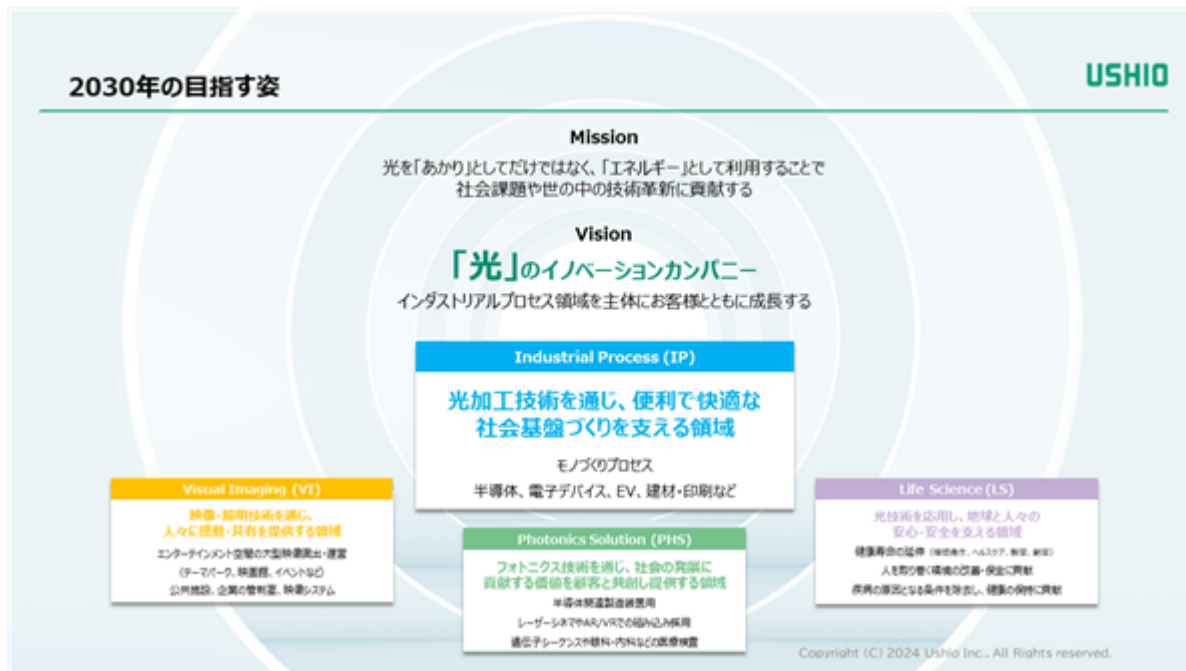 2030年の目指す姿
USHIO
Mission
光を「あかり」としてだけではなく、「エネルギー」として利用することで
社会課題や世の中の技術革新に貢献する
Vision
「光」のイノベーションカンパニー
インダストリアルプロセス領域を主体にお客様とともに成長する
Industrial Process (IP)
光加工技術を通じ、便利で快適な
社会基盤づくりを支える領域
モノづくりプロセス
半導体、電子デバイス、EV、建材・印刷など
Visual Imaging (VI)
映像・照明技術を通じ、
人々に感動・共有を提供する領域
エンターテインメント空間の大型映像演出・運営
(テーマパーク、映画館、イベントなど)
公共施設、企業の管制室、映像システム
Photonics Solution (PHS)
フォトニクス技術を通じ、社会の発展に
貢献する価値を顧客と共創し提供する領域
半導体関連製造装置用
レーザーシネマやAR/VRでの組み込み採用
遺伝子シーケンスや眼科・内科などの医療検査
Life Science (LS)
光技術を応用し、地球と人々の
安心・安全を支える領域
健康寿命の延伸
人を取り巻く環境の改善・保全に貢献
疾病の原因となる条件を除去し、健康の保持に貢献
Copyright (C) 2024 Ushio Inc., All Rights reserved.